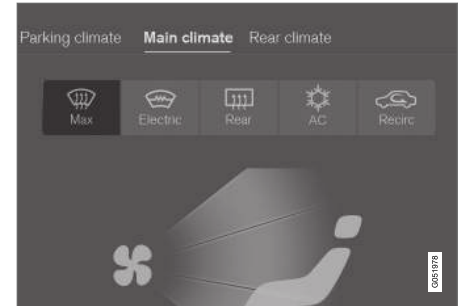 Parking climate Main climate Rear climate
Max Electric Rear AC Recirc
G051978